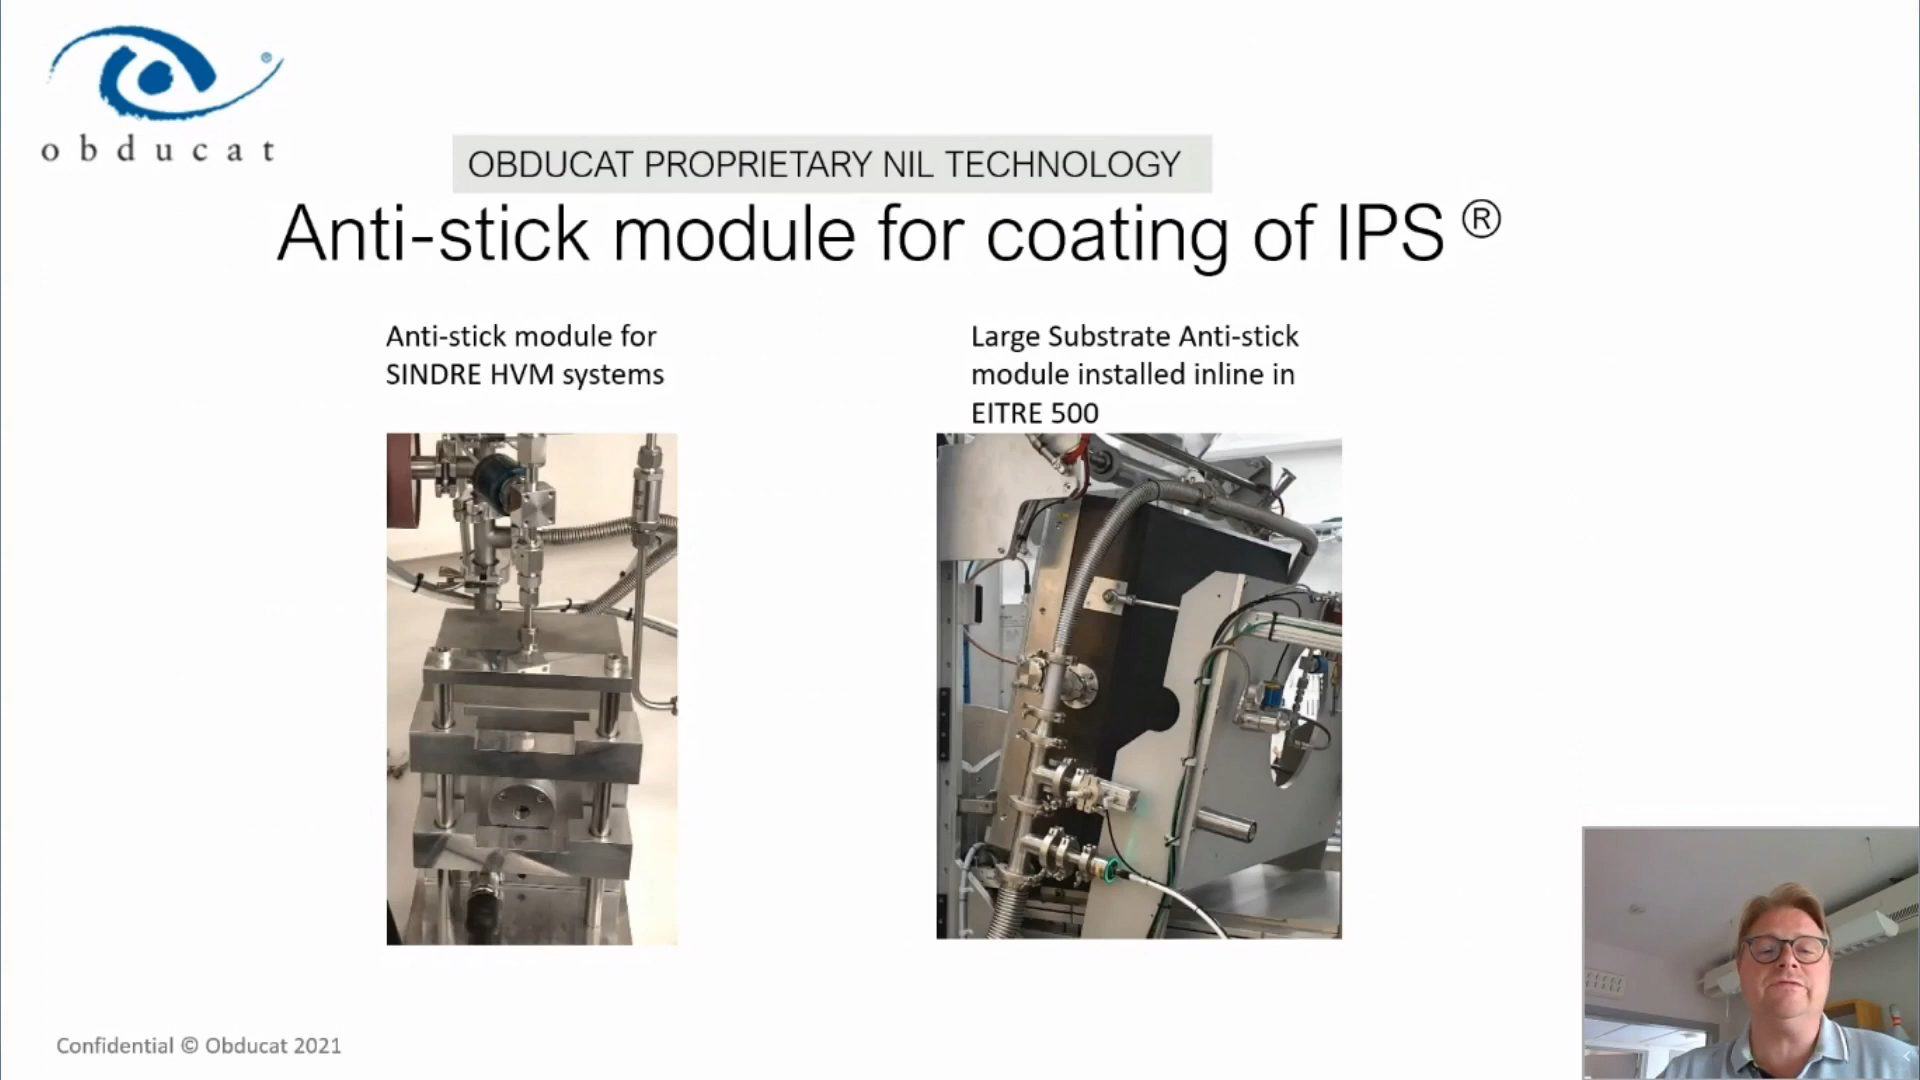 obducat
®
OBDUCAT PROPRIETARY NIL TECHNOLOGY
Anti-stick module for coating of IPS ®
Anti-stick module for
SINDRE HVM systems
Large Substrate Anti-stick
module installed inline in
EITRE 500
Confidential © Obducat 2021